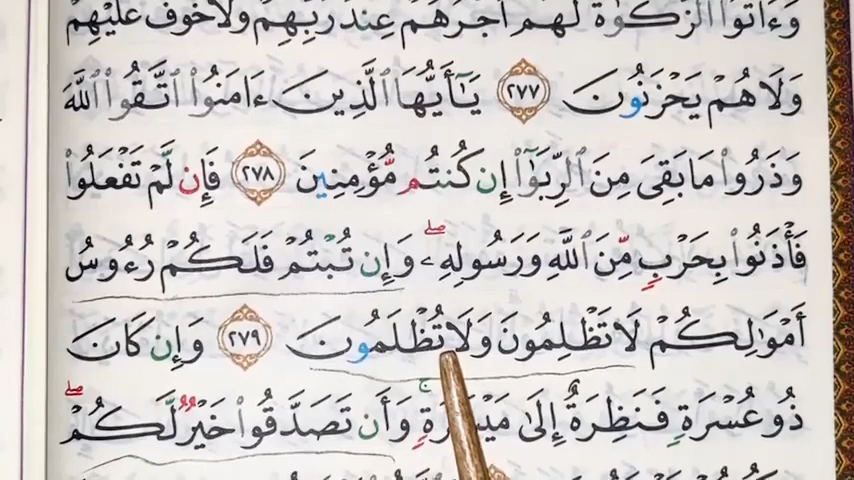 وَءَاتَوُا۟ ٱلزَّكَوٰةَ لَهُمْ أَجْرُهُمْ عِندَ رَبِّهِمْ وَلَا خَوْفٌ عَلَيْهِمْ
وَلَا هُمْ يَحْزَنُونَ ٢٧٧ يَـٰٓأَيُّهَا ٱلَّذِينَ ءَامَنُوا۟ ٱتَّقُوا۟ ٱللَّهَ
وَذَرُوا۟ مَا بَقِىَ مِنَ ٱلرِّبَوٰٓا۟ إِن كُنتُم مُّؤْمِنِينَ ٢٧٨ فَإِن لَّمْ تَفْعَلُوا۟
فَأْذَنُوا۟ بِحَرْبٍ مِّنَ ٱللَّهِ وَرَسُولِهِۦ ۖ وَإِن تُبْتُمْ فَلَكُمْ رُءُوسُ
أَمْوَٰلِكُمْ لَا تَظْلِمُونَ وَلَا تُظْلَمُونَ ٢٧٩ وَإِن كَانَ
ذُو عُسْرَةٍ فَنَظِرَةٌ إِلَىٰ مَيْسَرَةٍ ۚ وَأَن تَصَدَّقُوا۟ خَيْرٌ لَّكُمْ ۖ